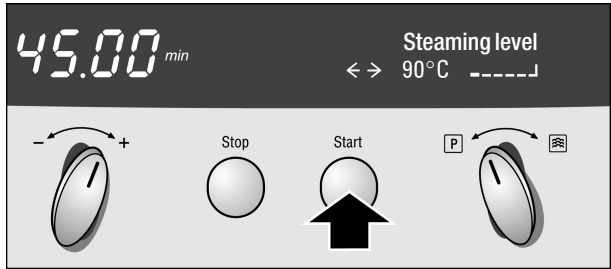 45.00 min
Steaming level
< > 90°C
- +
Stop
Start
P